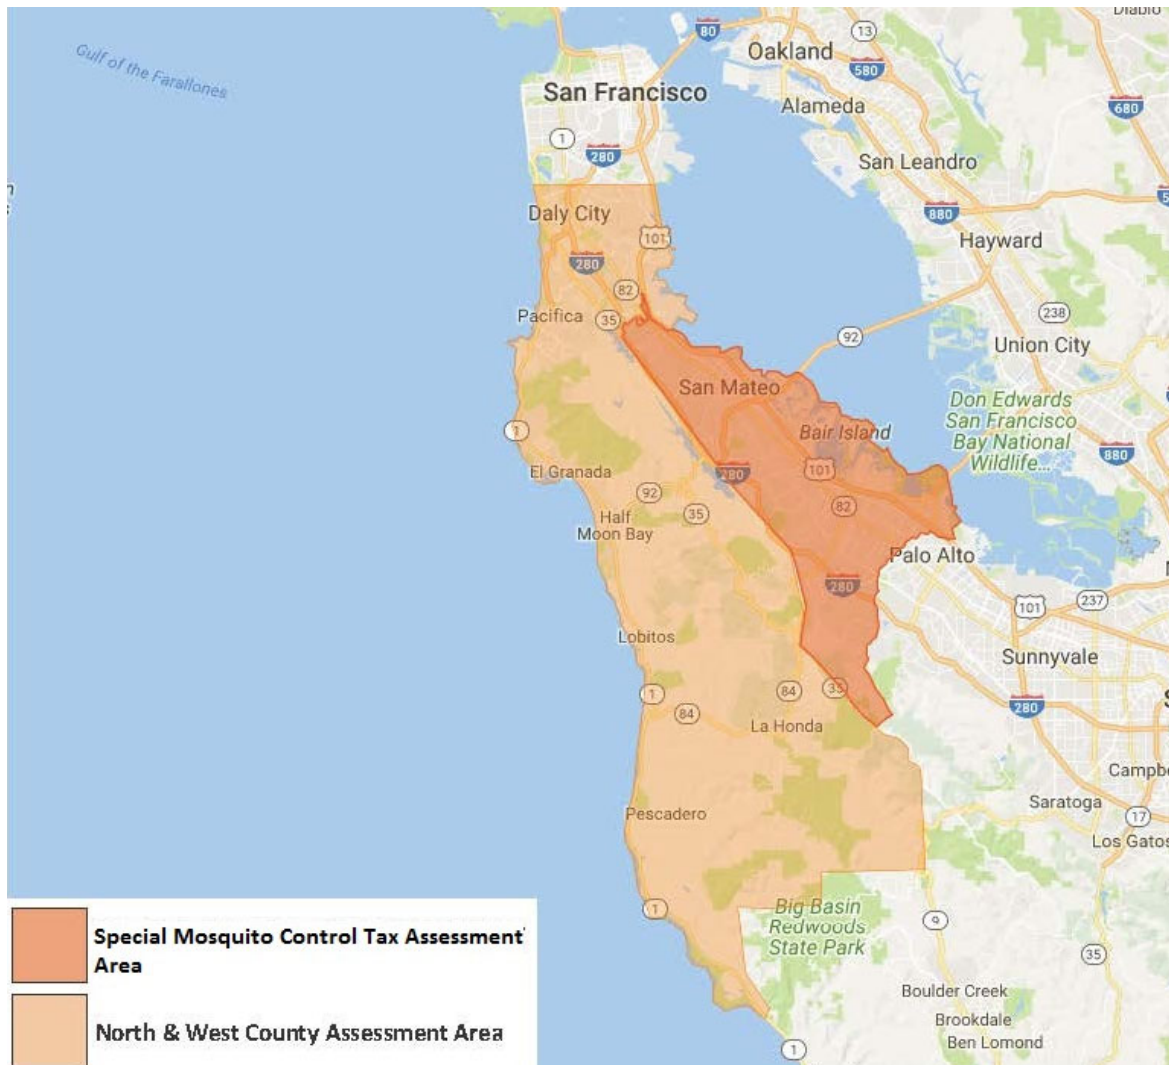 Diablo
80
13
Oakland
580
Gulf of the Farallones
San Francisco
Alameda
680
1
280
San Leandro
Daly City
880
Hayward
101
280
82
Pacifica
35
92
238
Union City
San Mateo
Don Edwards
San Francisco
Bay National
Wildlife...
Bair Island
1
880
El Granada
280
101
92
82
35
Half
Moon Bay
Palo Alto
280
101
237
Lobitos
Sunnyvale
1
84
35
84
280
La Honda
Campbe
Saratoga
Pescadero
17
Los Gatos
1
Big Basin
Redwoods
State Park
9
35
Boulder Creek
Brookdale
Ben Lomond
1
Special Mosquito Control Tax Assessment
Area
North & West County Assessment Area